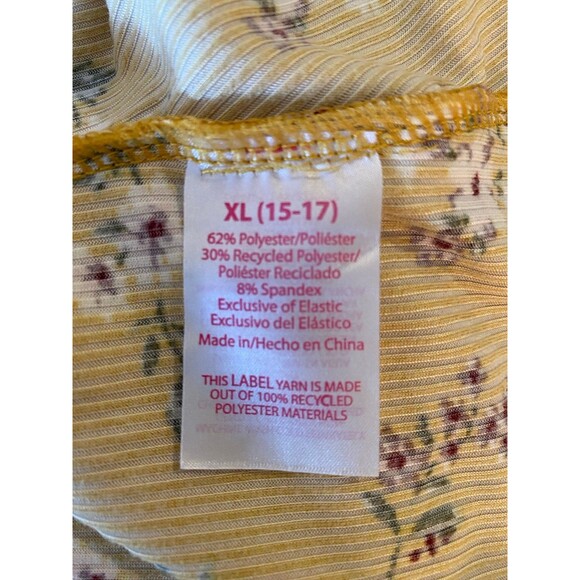 XL (15-17)
62% Polyester/Poliéster
30% Recycled Polyester/
Poliéster Reciclado
8% Spandex
Exclusive of Elastic
Exclusivo del Elástico
Made in/Hecho en China
THIS LABEL YARN IS MADE
OUT OF 100% RECYCLED
POLYESTER MATERIALS